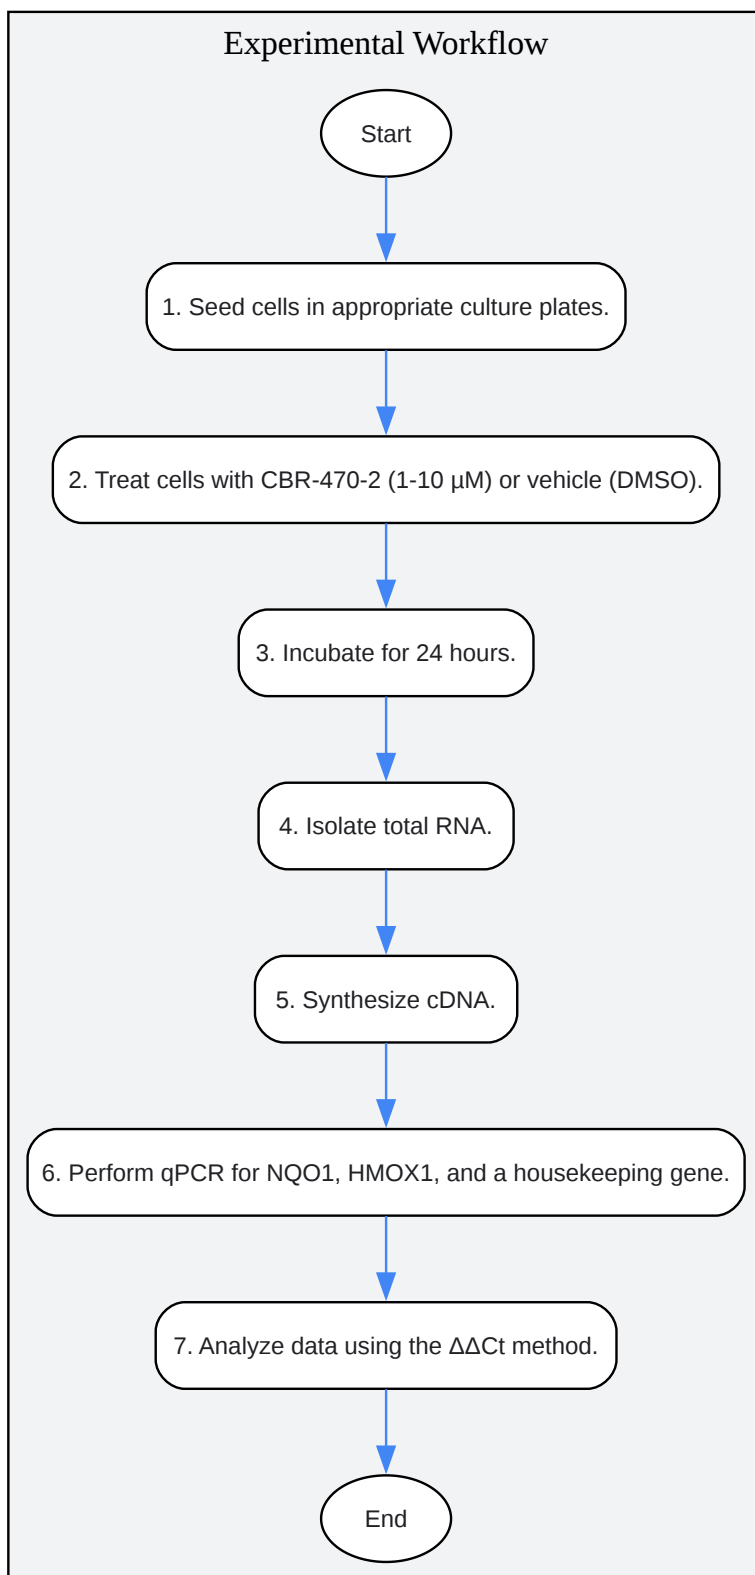 Experimental Workflow
Start
1. Seed cells in appropriate culture plates.
2. Treat cells with CBR-470-2 (1-10 µM) or vehicle (DMSO).
3. Incubate for 24 hours.
4. Isolate total RNA.
5. Synthesize cDNA.
6. Perform qPCR for NQO1, HMOX1, and a housekeeping gene.
7. Analyze data using the ΔΔCt method.
End